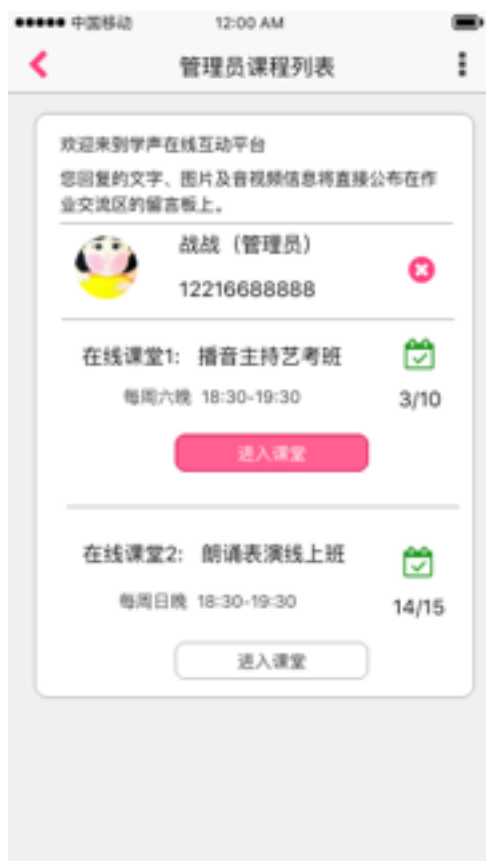 中国移动 12:00 AM
管理员课程列表
欢迎来到学声在线互动平台
您回复的文字、图片及音视频信息将直接公布在作
业交流区的留言板上。
战战（管理员）
12216688888
在线课堂1: 播音主持艺考班
每周六晚 18:30-19:30
3/10
进入课堂
在线课堂2: 朗诵表演线上班
每周日晚 18:30-19:30
14/15
进入课堂